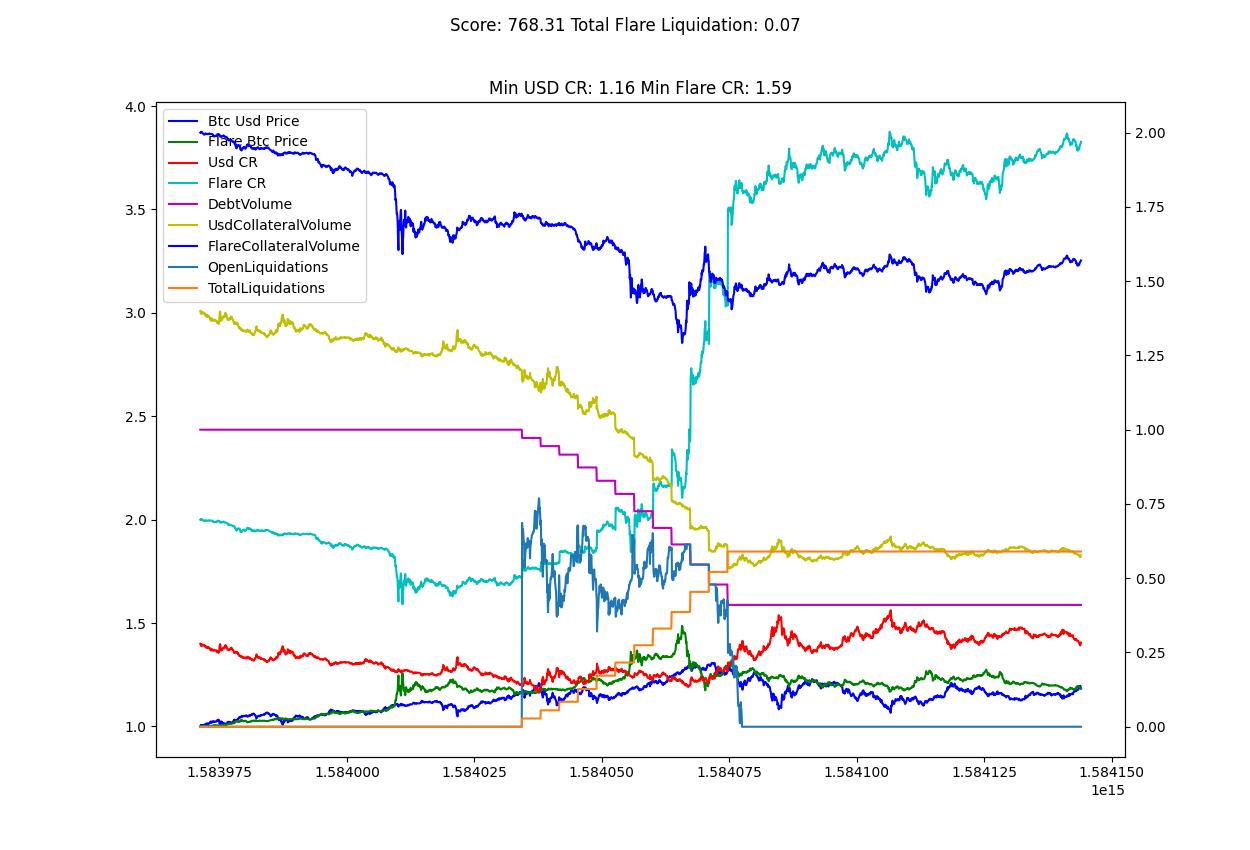 Score: 768.31 Total Flare Liquidation: 0.07
Min USD CR: 1.16 Min Flare CR: 1.59
Btc Usd Price
Flare Btc Price
Usd CR
Flare CR
DebtVolume
UsdCollateralVolume
FlareCollateralVolume
OpenLiquidations
TotalLiquidations
4.0
3.5
3.0
2.5
2.0
1.5
1.0
2.00
1.75
1.50
1.25
1.00
0.75
0.50
0.25
0.00
1.583975 1.584000 1.584025 1.584050 1.584075 1.584100 1.584125 1.584150
1e15